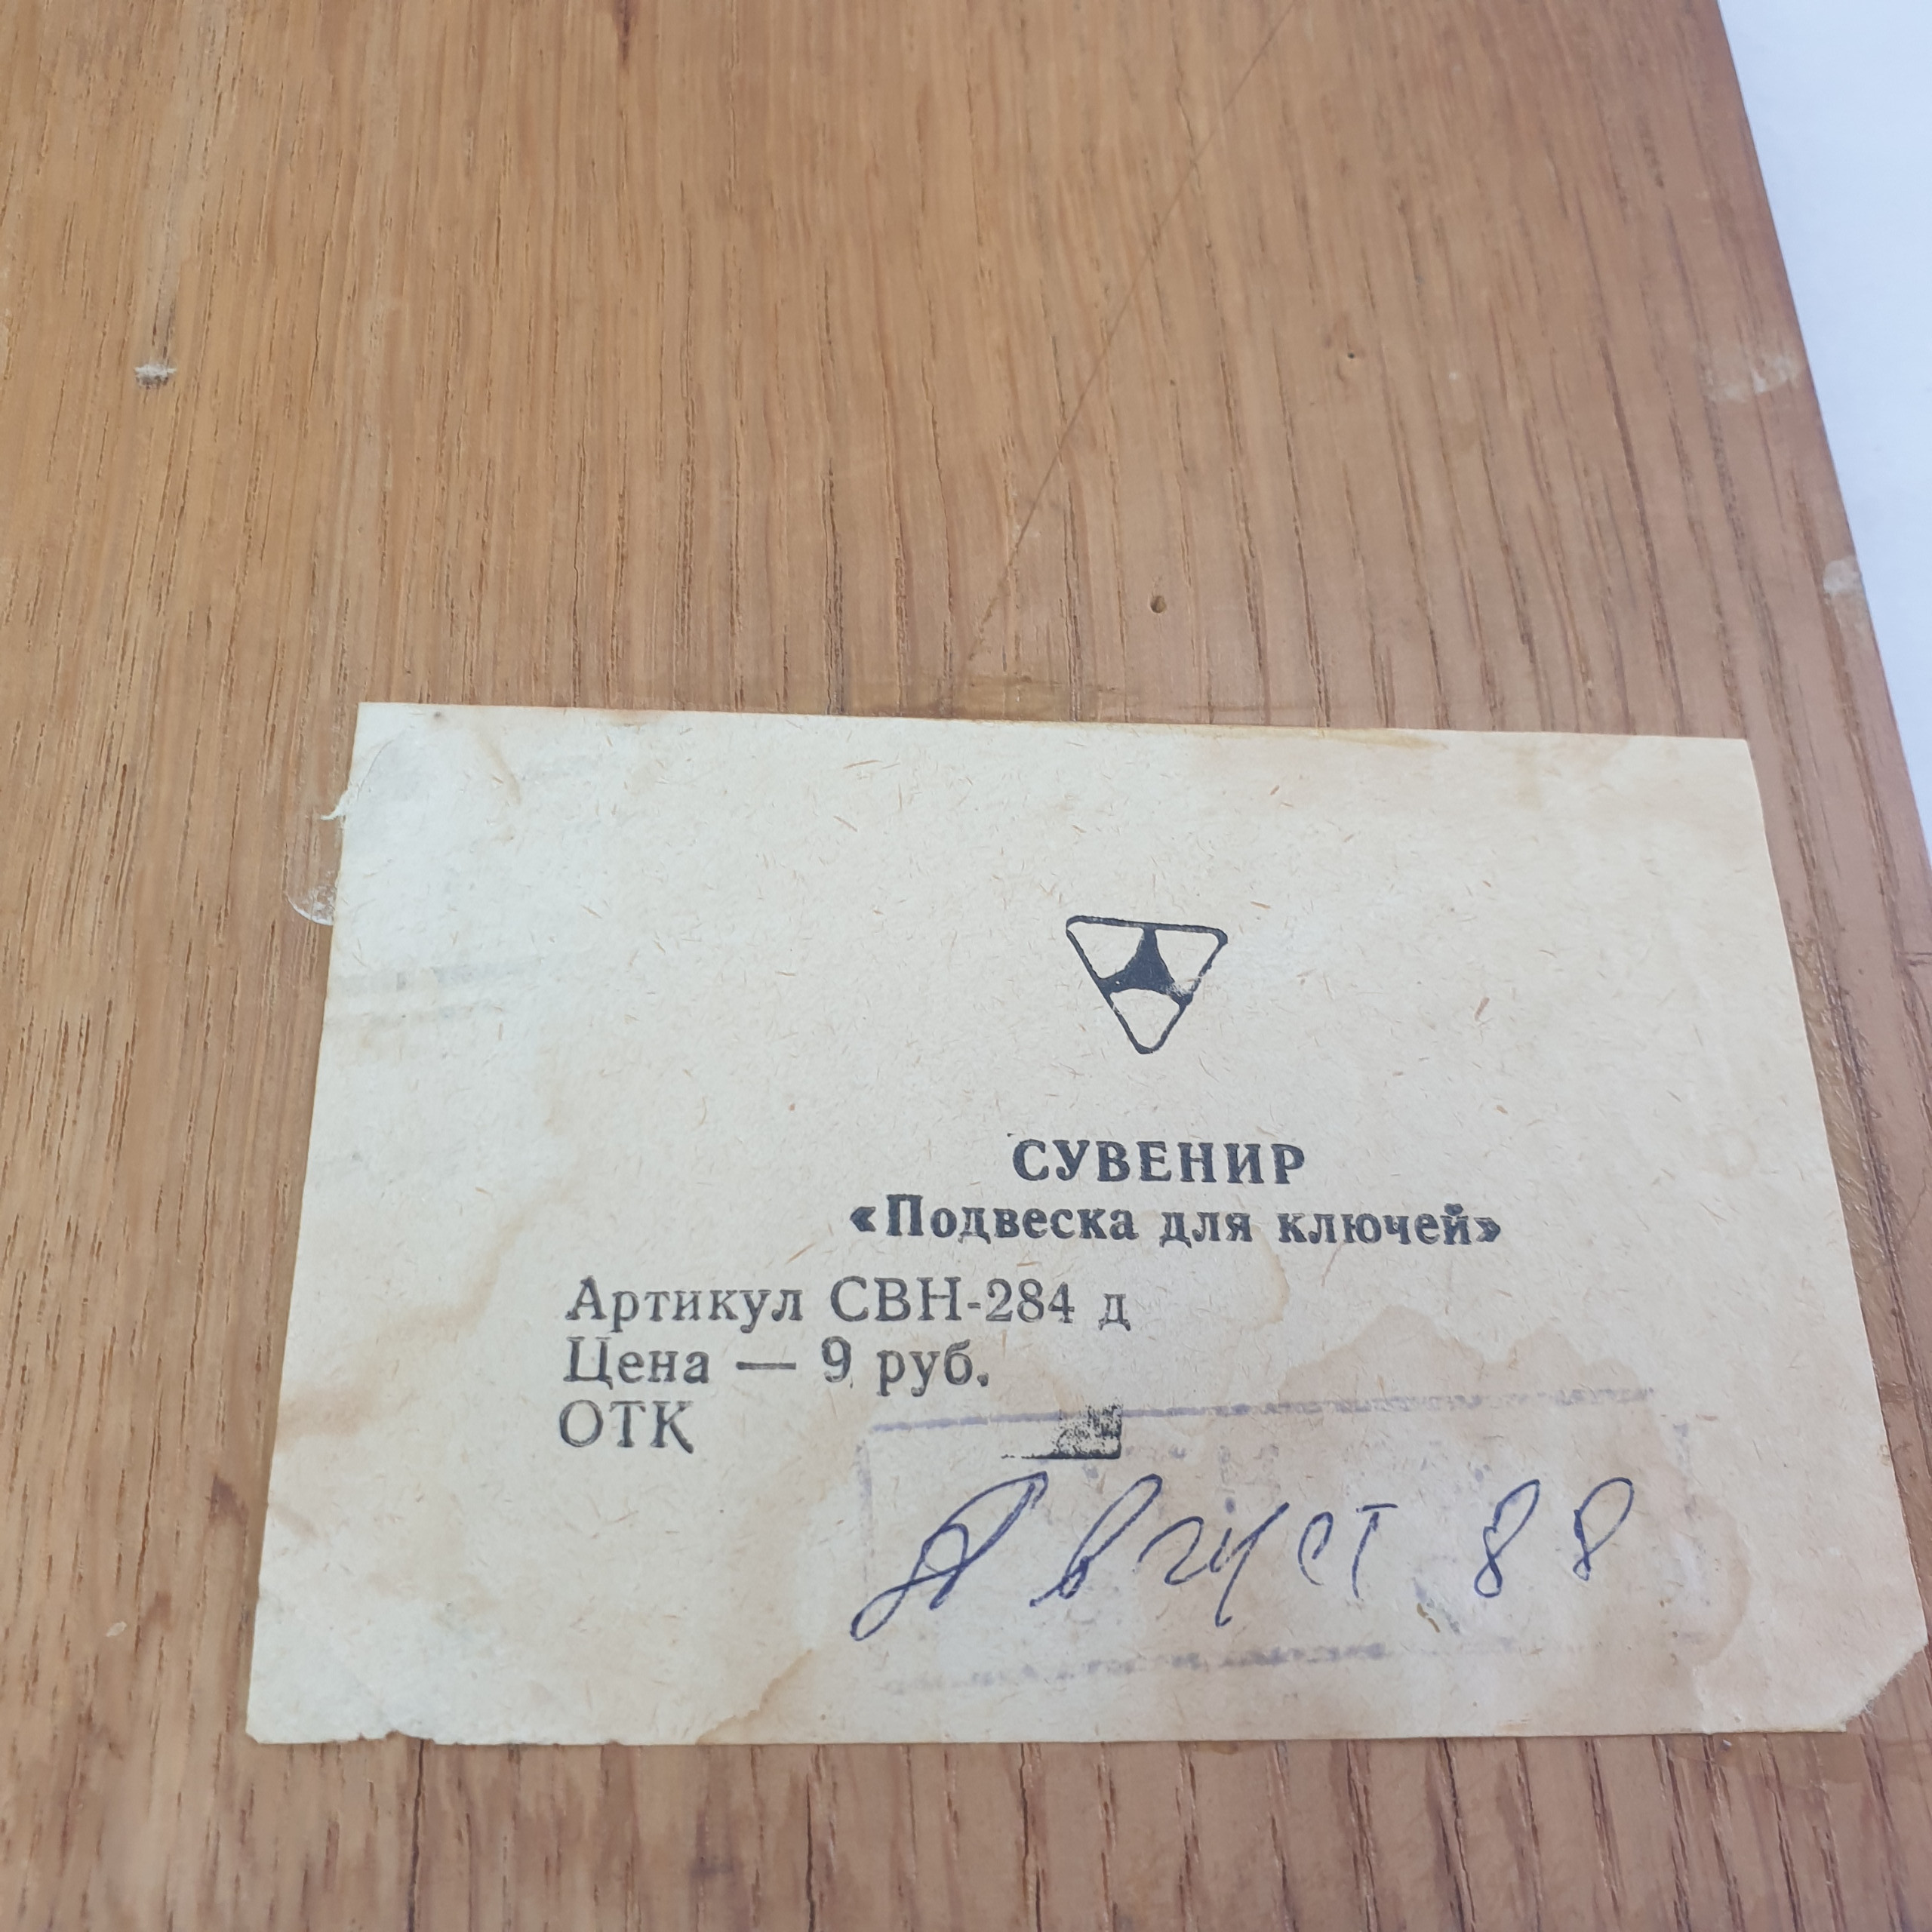 СУВЕНИР
«Подвеска для ключей»
Артикул СВН-284 д
Цена — 9 руб.
ОТК
Август 88